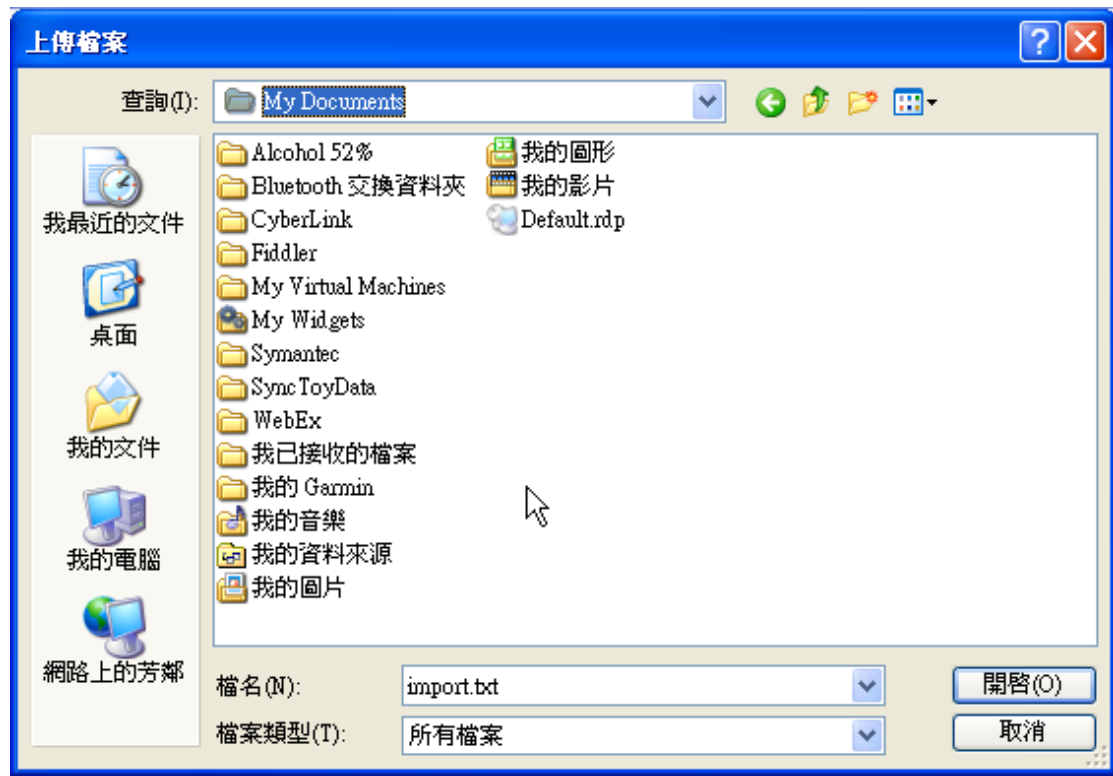 上傳檔案
查詢(I): My Documents
我最近的文件
桌面
我的文件
我的電腦
網路上的芳鄰
Alcohol 52%
Bluetooth 交換資料夾
CyberLink
Fiddler
My Virtual Machines
My Widgets
Symantec
SyncToyData
WebEx
我已接收的檔案
我的 Garmin
我的音樂
我的資料來源
我的圖片
我的圖形
我的影片
Default.rdp
檔名(N): import.txt 開啓(O)
檔案類型(T): 所有檔案 取消